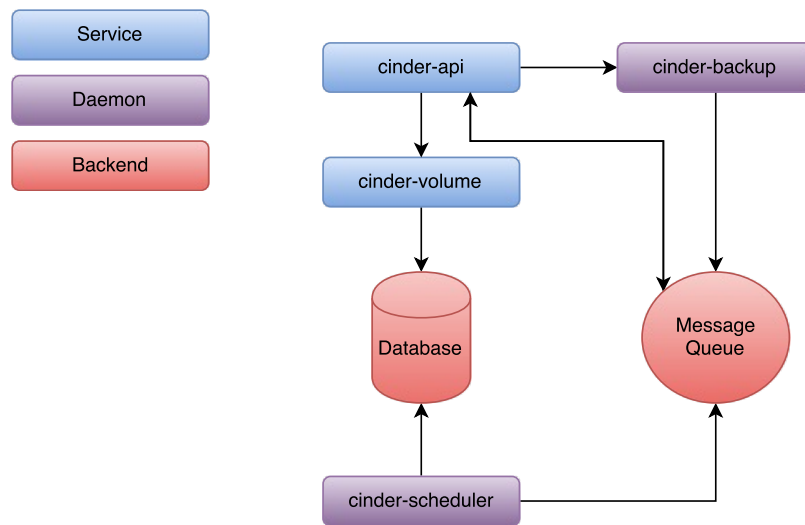 Service
Daemon
Backend
cinder-api
cinder-backup
cinder-volume
Database
Message
Queue
cinder-scheduler